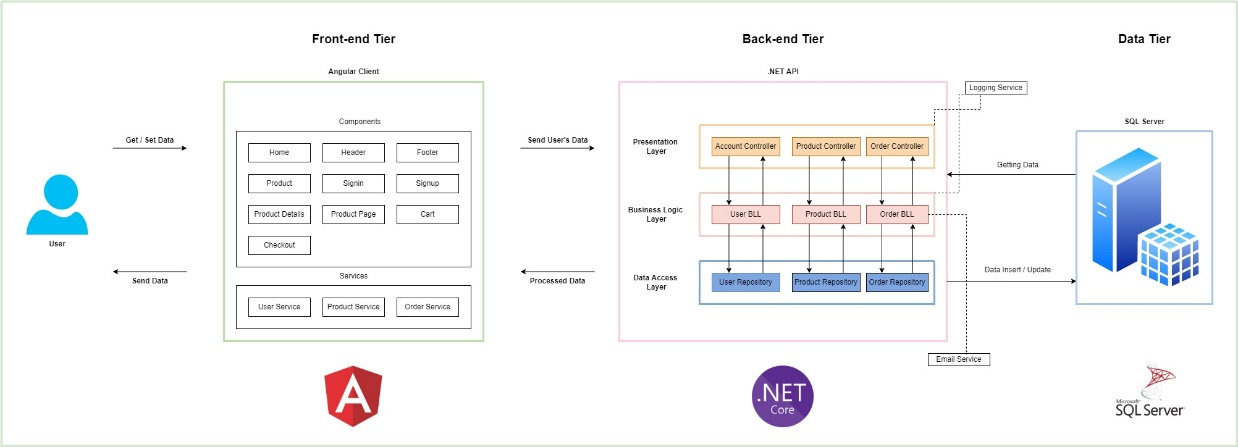 Front-end Tier
Back-end Tier
Data Tier
Angular Client
.NET API
Logging Service
SQL Server
Components
Get / Set Data
Send User's Data
Presentation
Layer
Home
Header
Footer
Account Controller
Product Controller
Order Controller
Getting Data
Product
Signin
Signup
Business Logic
Layer
Product Details
Product Page
Cart
User BLL
Product BLL
Order BLL
User
Checkout
Services
Send Data
Processed Data
Data Access
Layer
User Repository
Product Repository
Order Repository
Data Insert / Update
User Service
Product Service
Order Service
Email Service
A
.NET
Core
Microsoft
SQL Server